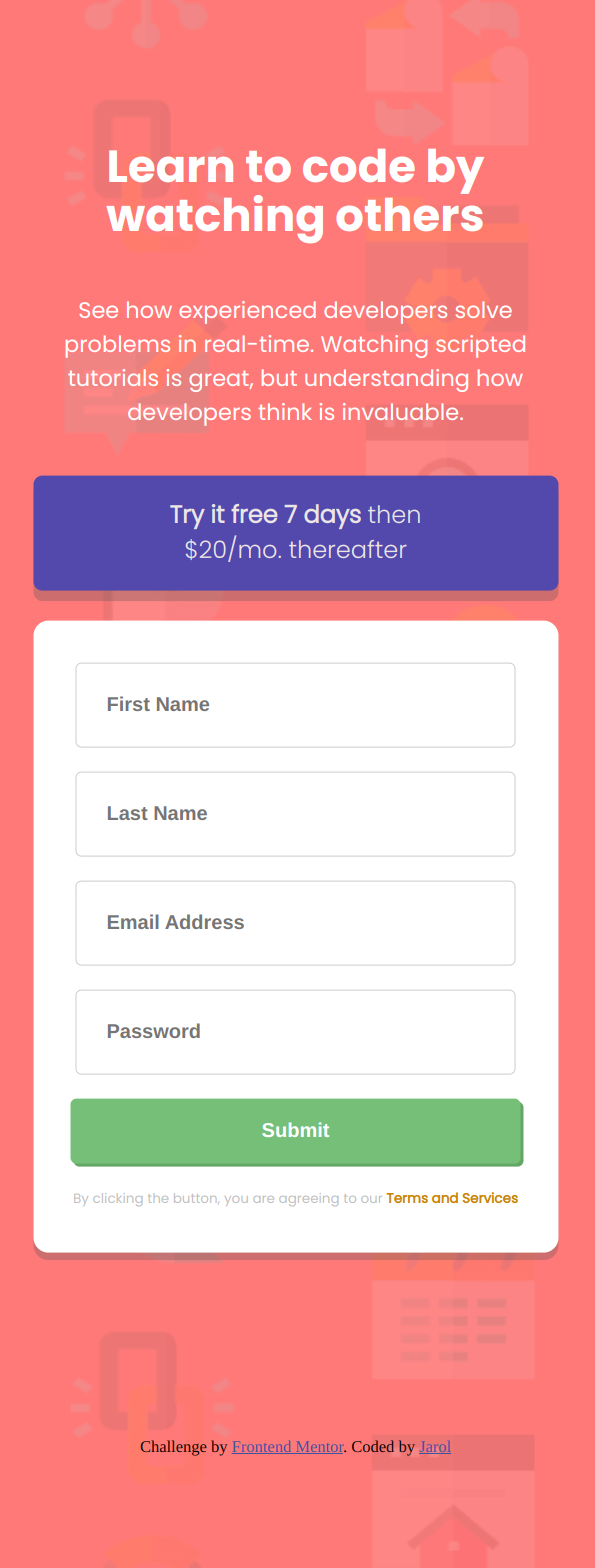 Learn to code by
watching others
See how experienced developers solve
problems in real-time. Watching scripted
tutorials is great, but understanding how
developers think is invaluable.
Try it free 7 days then
$20/mo. thereafter
First Name
Last Name
Email Address
Password
Submit
By clicking the button, you are agreeing to our Terms and Services
Challenge by Frontend Mentor. Coded by Jarol